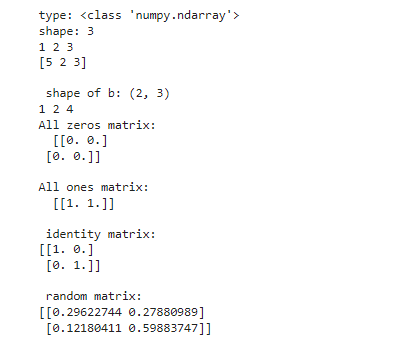 type: <class 'numpy.ndarray'>
shape: 3
1 2 3
[5 2 3]
shape of b: (2, 3)
1 2 4
All zeros matrix:
[[0. 0.]
[0. 0.]]
All ones matrix:
[[1. 1.]]
identity matrix:
[[1. 0.]
[0. 1.]]
random matrix:
[[0.29622744 0.27880989]
[0.12180411 0.59883747]]